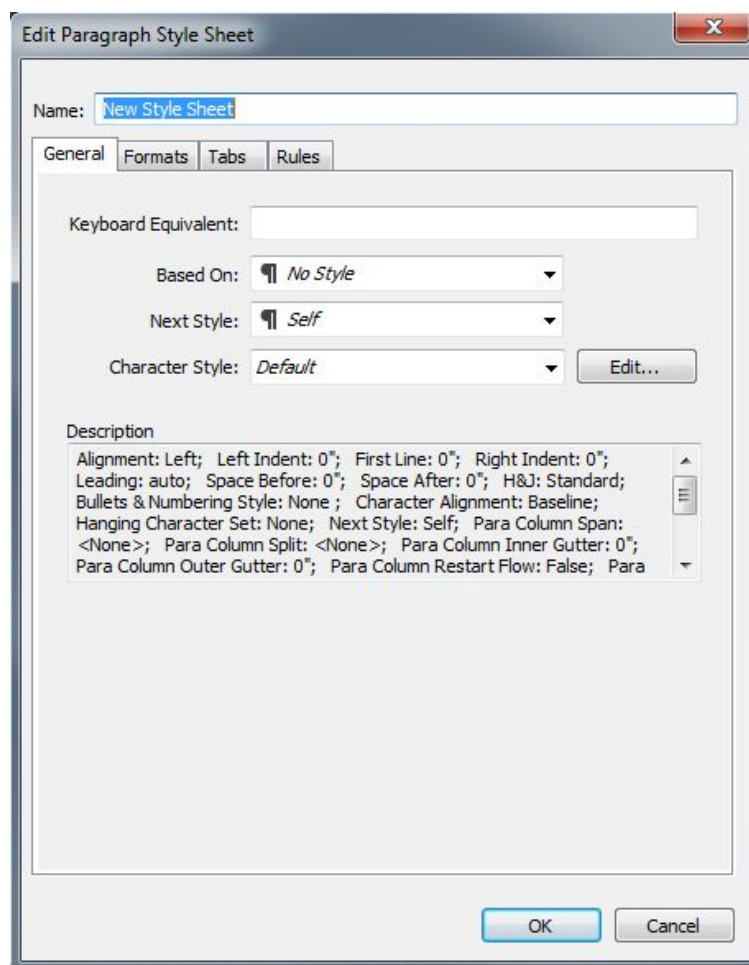 Edit Paragraph Style Sheet
Name: New Style Sheet
General Formats Tabs Rules
Keyboard Equivalent:
Based On: ¶ No Style
Next Style: ¶ Self
Character Style: Default Edit...
Description
Alignment: Left; Left Indent: 0"; First Line: 0"; Right Indent: 0";
Leading: auto; Space Before: 0"; Space After: 0"; H&J: Standard;
Bullets & Numbering Style: None ; Character Alignment: Baseline;
Hanging Character Set: None; Next Style: Self; Para Column Span:
<None>; Para Column Split: <None>; Para Column Inner Gutter: 0";
Para Column Outer Gutter: 0"; Para Column Restart Flow: False; Para
OK Cancel